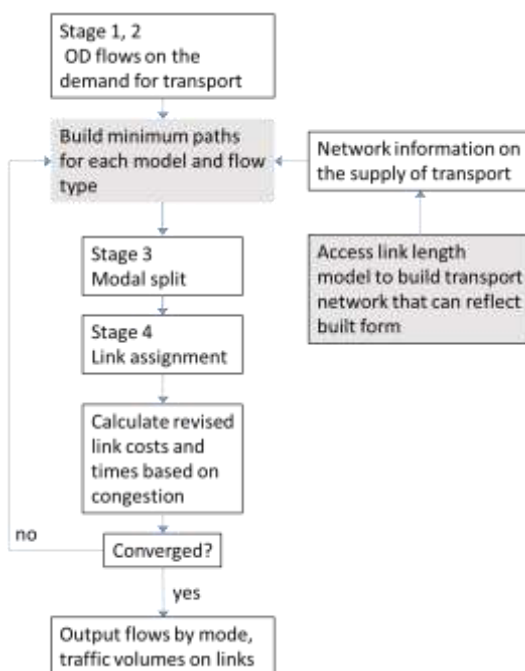 Stage 1, 2
OD flows on the
demand for transport
Build minimum paths
for each model and flow
type
Network information on
the supply of transport
Stage 3
Modal split
Access link length
model to build transport
network that can reflect
built form
Stage 4
Link assignment
Calculate revised
link costs and
times based on
congestion
no
Converged?
yes
Output flows by mode,
traffic volumes on links